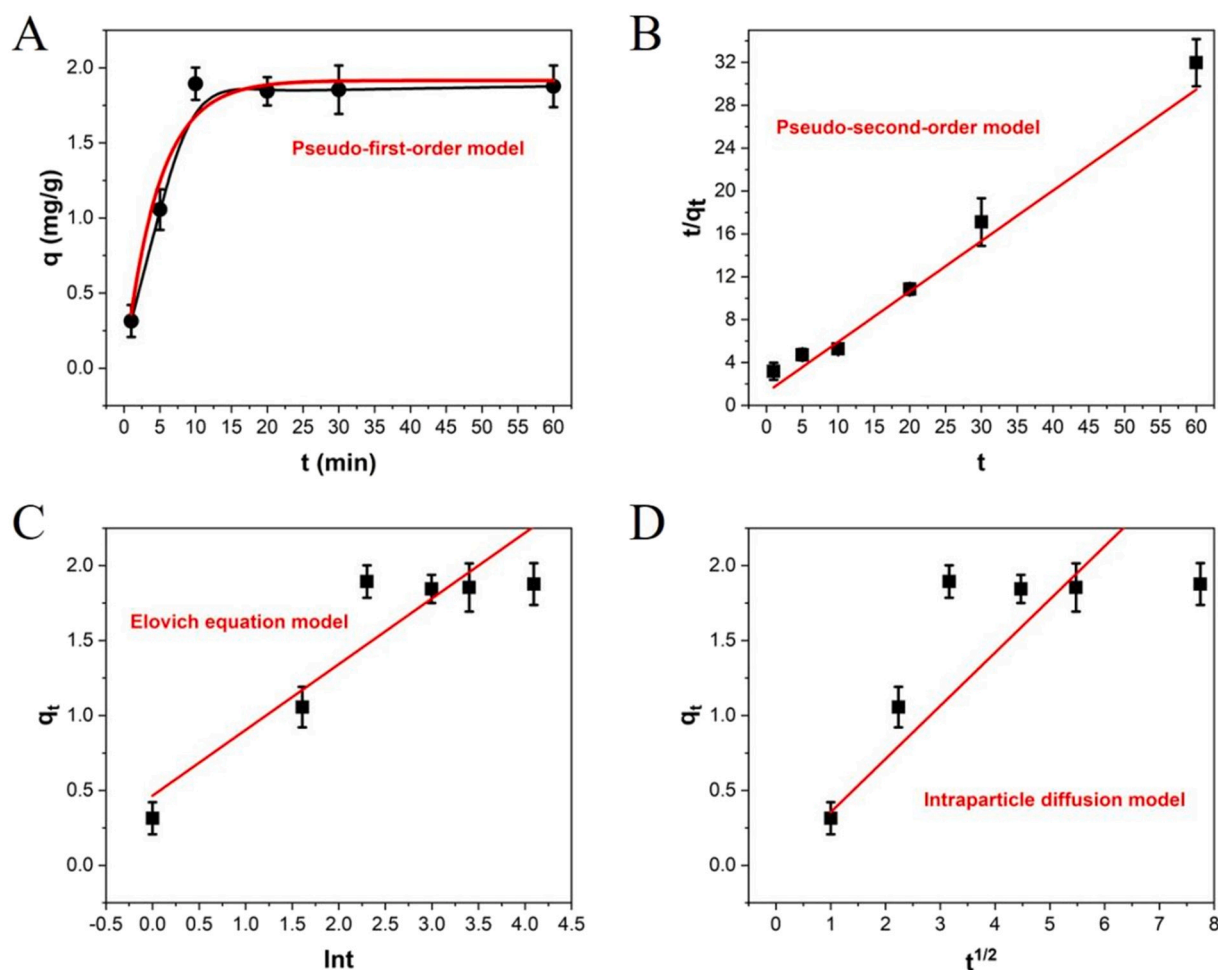 A
2.0
1.5
1.0
0.5
0.0
q (mg/g)
Pseudo-first-order model
0 5 10 15 20 25 30 35 40 45 50 55 60
t (min)
B
32
28
24
20
16
12
8
4
0
t/qt
Pseudo-second-order model
0 5 10 15 20 25 30 35 40 45 50 55 60
t
C
2.0
1.5
1.0
0.5
0.0
qt
Elovich equation model
-0.5 0.0 0.5 1.0 1.5 2.0 2.5 3.0 3.5 4.0 4.5
lnt
D
2.0
1.5
1.0
0.5
0.0
qt
Intraparticle diffusion model
0 1 2 3 4 5 6 7 8
t1/2